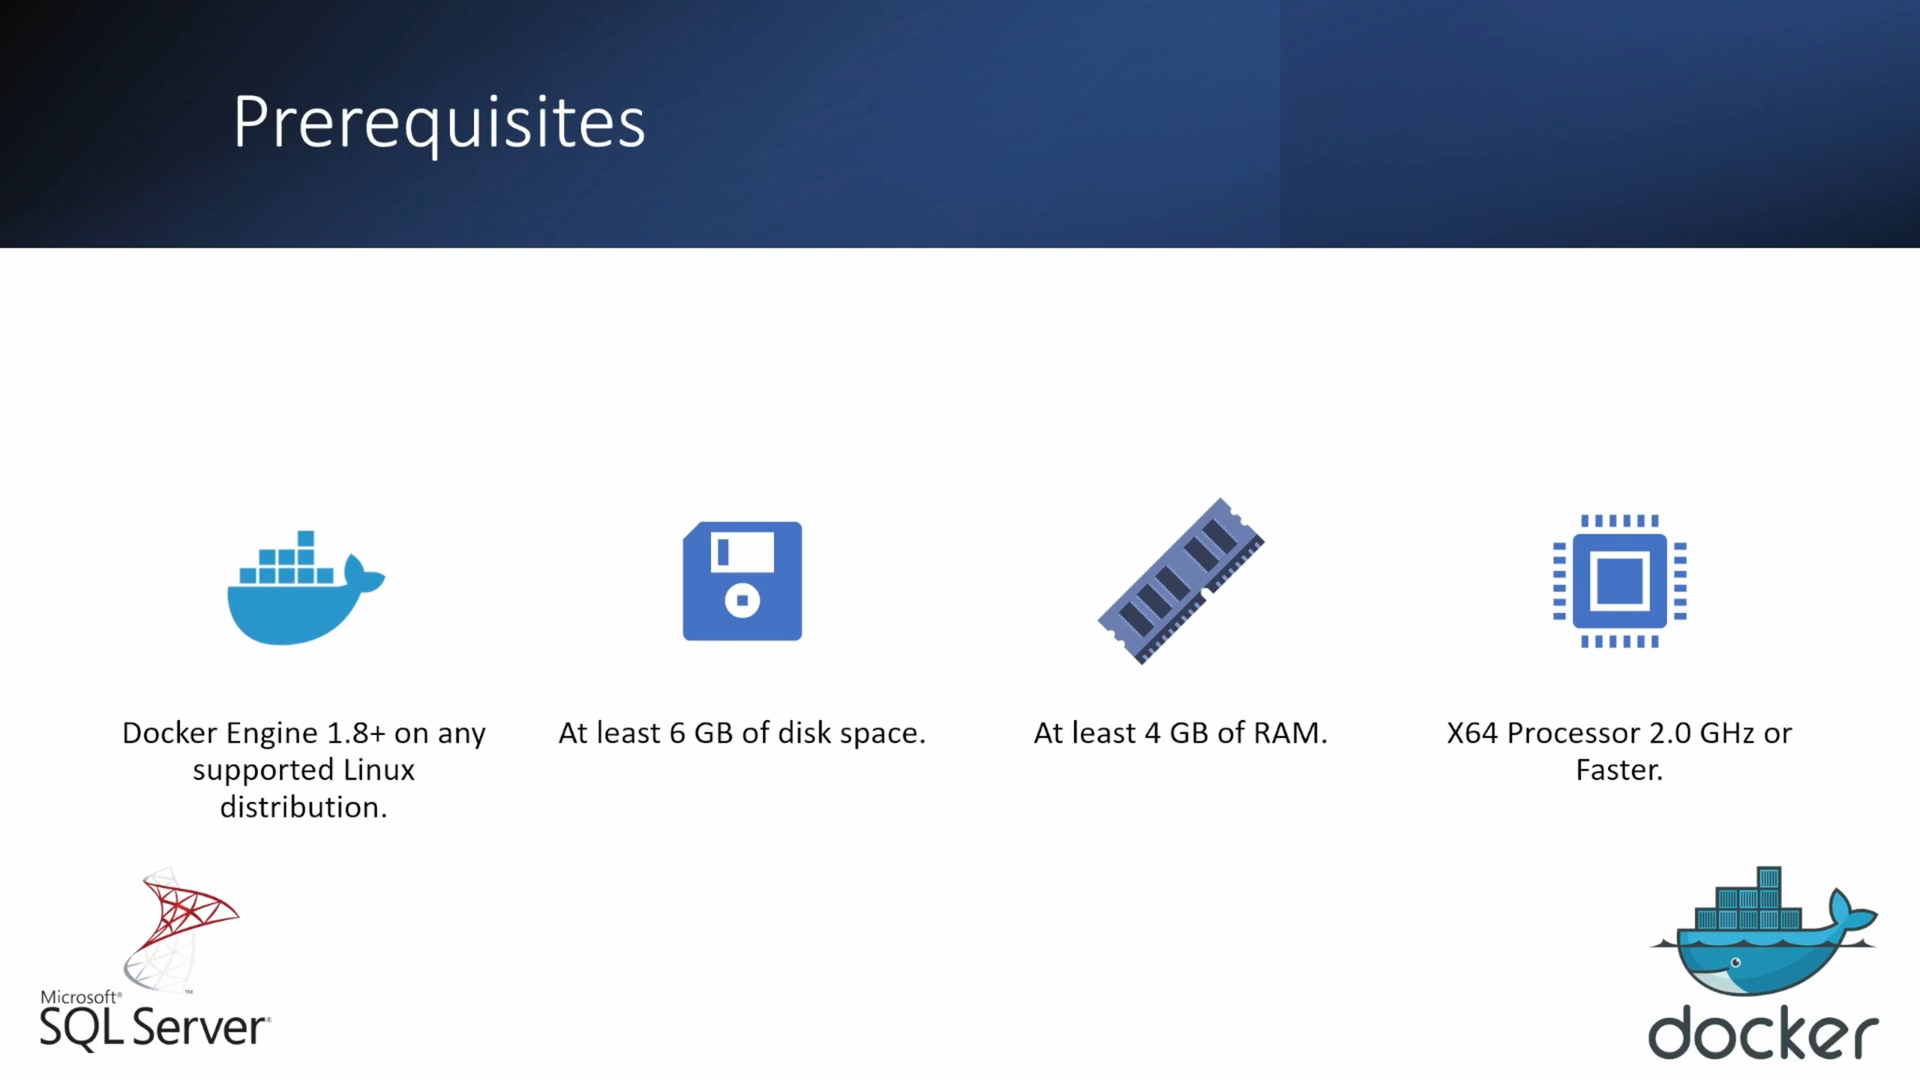 Prerequisites
Docker Engine 1.8+ on any
supported Linux
distribution.
At least 6 GB of disk space.
At least 4 GB of RAM.
X64 Processor 2.0 GHz or
Faster.
Microsoft®
SQL Server®
™
docker